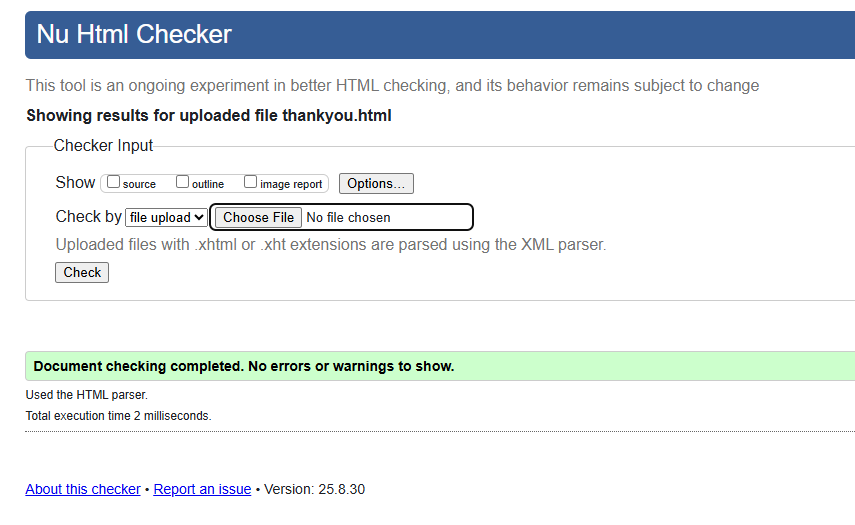 Nu Html Checker
This tool is an ongoing experiment in better HTML checking, and its behavior remains subject to change
Showing results for uploaded file thankyou.html
Checker Input
Show source outline image report Options...
Check by file upload Choose File No file chosen
Uploaded files with .xhtml or .xht extensions are parsed using the XML parser.
Check
Document checking completed. No errors or warnings to show.
Used the HTML parser.
Total execution time 2 milliseconds.
About this checker • Report an issue • Version: 25.8.30